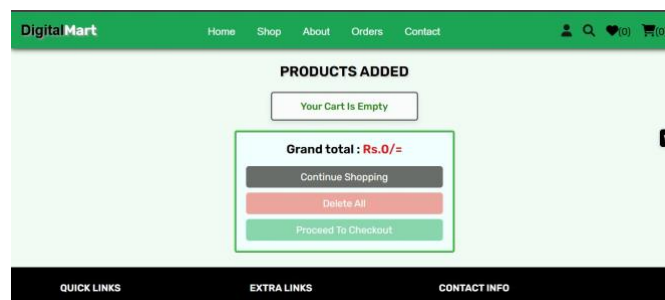 DigitalMart Home Shop About Orders Contact (0) (0
PRODUCTS ADDED
Your Cart Is Empty
Grand total : Rs.0/=
Continue Shopping
Delete All
Proceed To Checkout
QUICK LINKS EXTRA LINKS CONTACT INFO